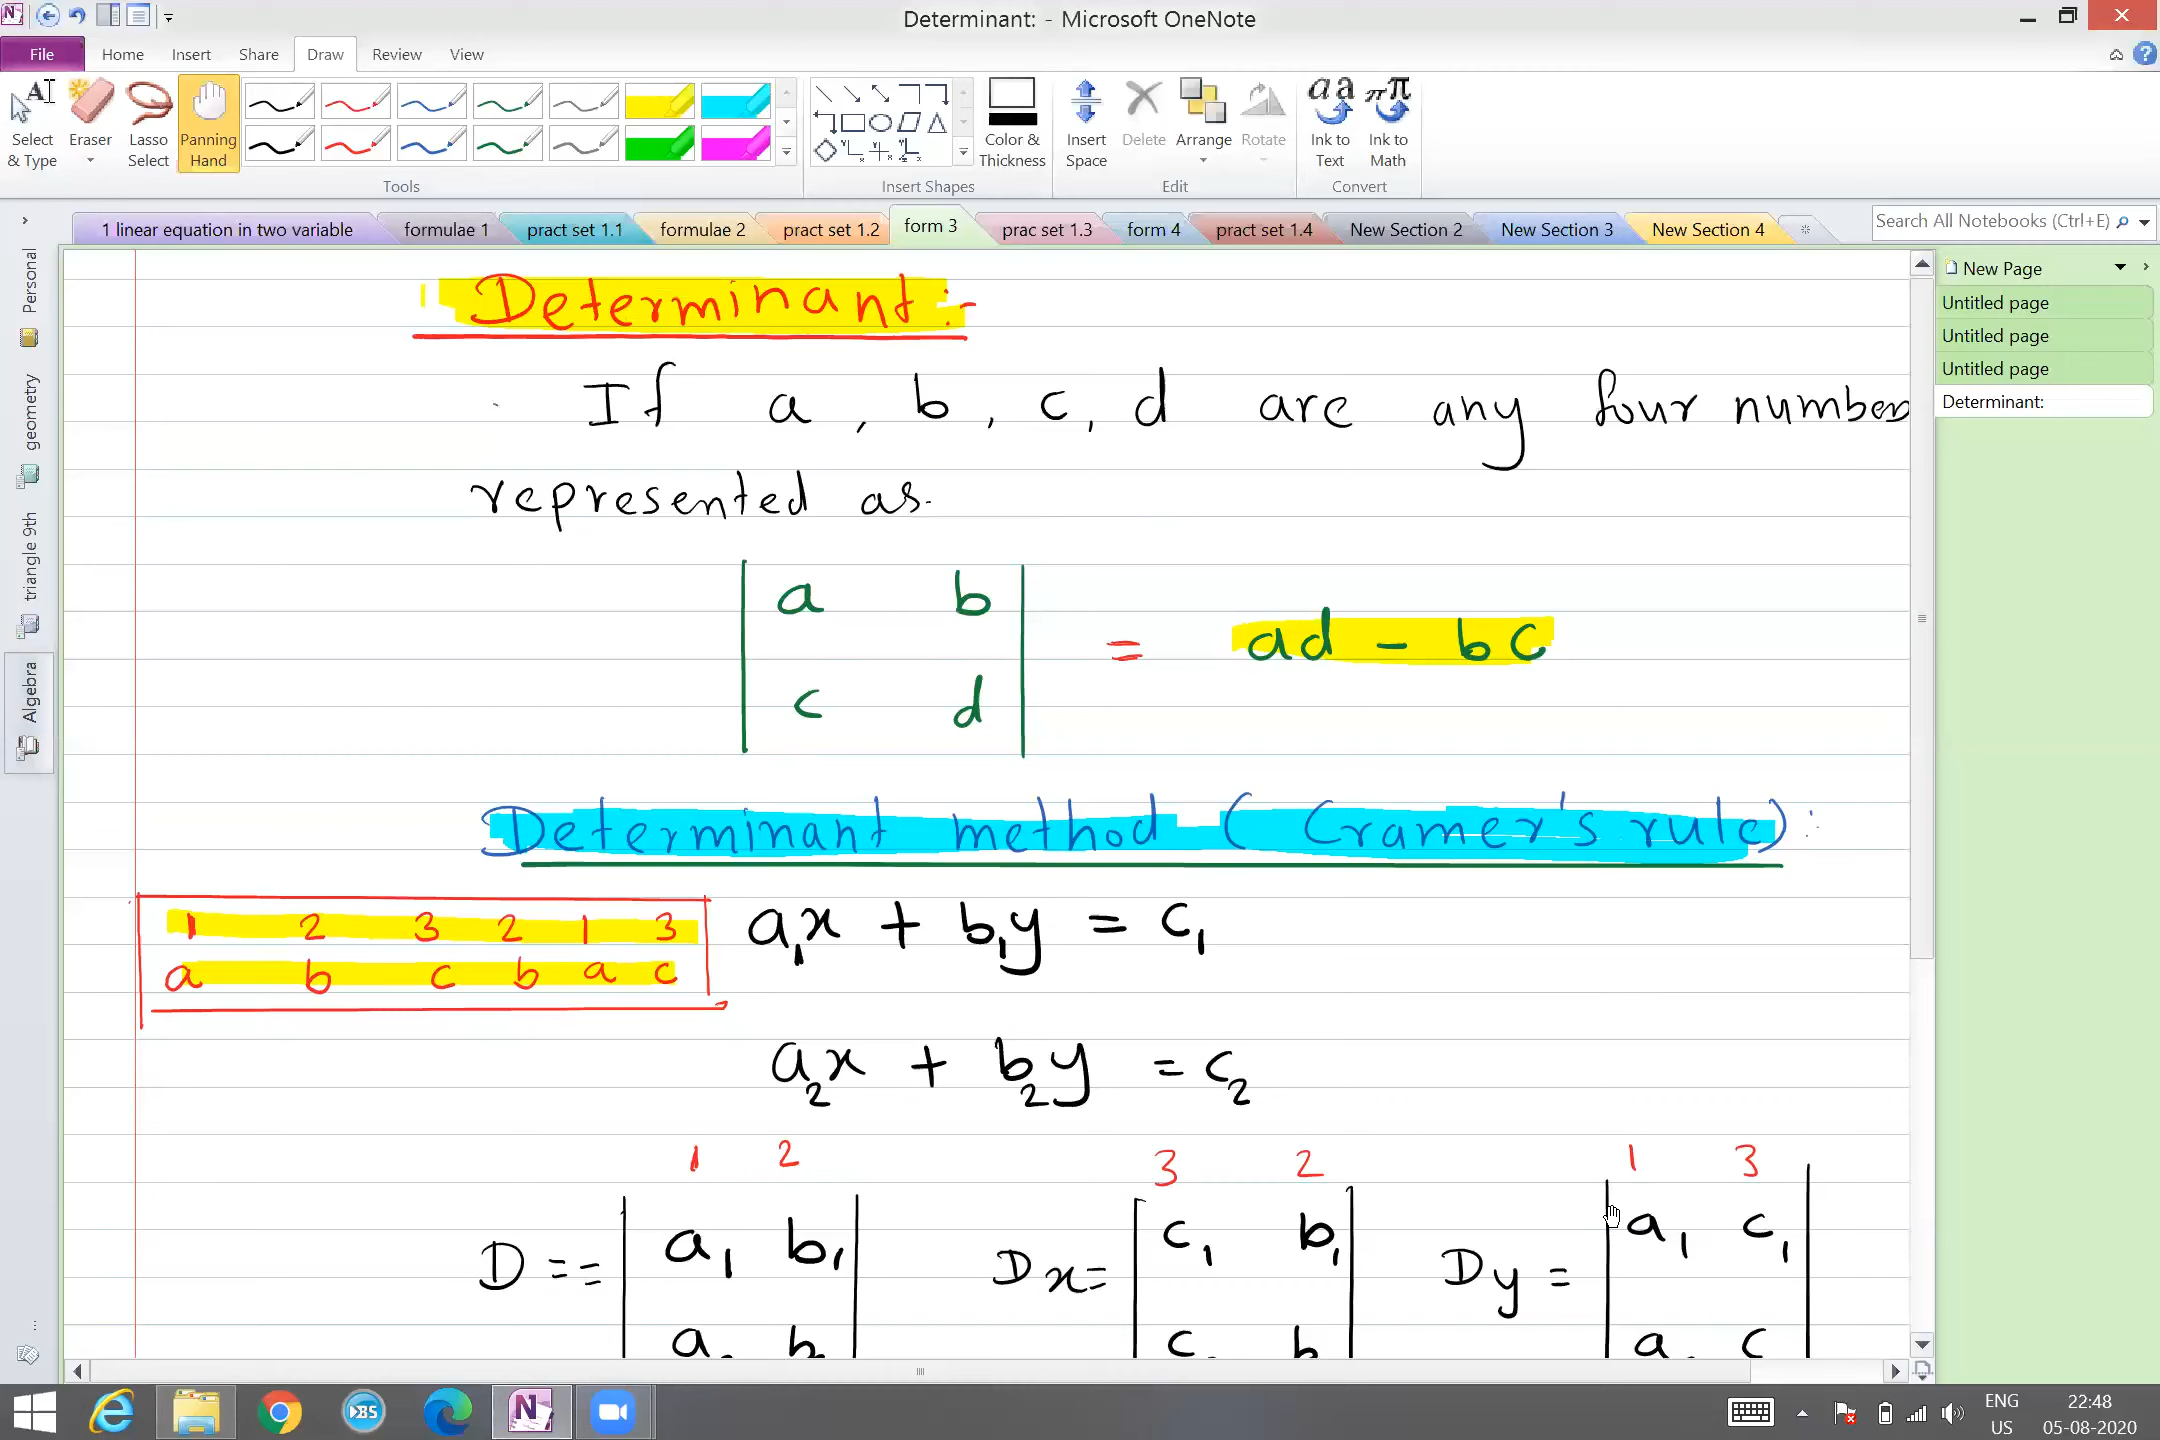 Determinant: - Microsoft OneNote
File Home Insert Share Draw Review View
Select & Type
Eraser
Lasso Select
Panning Hand
Color & Thickness
Insert Space
Delete
Arrange
Rotate
Ink to Text
Ink to Math
Tools
Insert Shapes
Edit
Convert
1 linear equation in two variable formulae 1 pract set 1.1 formulae 2 pract set 1.2 form 3 prac set 1.3 form 4 pract set 1.4 New Section 2 New Section 3 New Section 4
Search All Notebooks (Ctrl+E)
Personal
geometry
triangle 9th
Algebra
New Page
Untitled page
Untitled page
Untitled page
Determinant:
Determinant:-
If a, b, c, d are any four numbers
represented as.
a b
= ad - bc
c d
Determinant method (Cramer's rule):
1 2 3 2 1 3
a b c b a c
a₁x + b₁y = c₁
a₂x + b₂y = c₂
1 2 3 2 1 3
D == | a₁ b₁ | Dx= | c₁ b₁ | Dy = | a₁ c₁ |
a b c b a c
ENG
US
22:48
05-08-2020